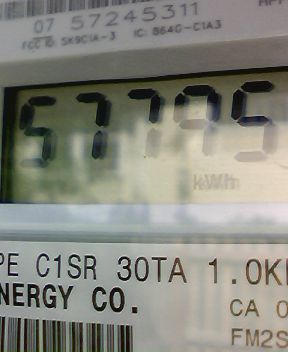 07 57245311
FCC ID: SK9C1A-3 IC: 864G-C1A3
57795
kWh
PE C1SR 30TA 1.0K
NERGY CO.
CA 0
FM2S